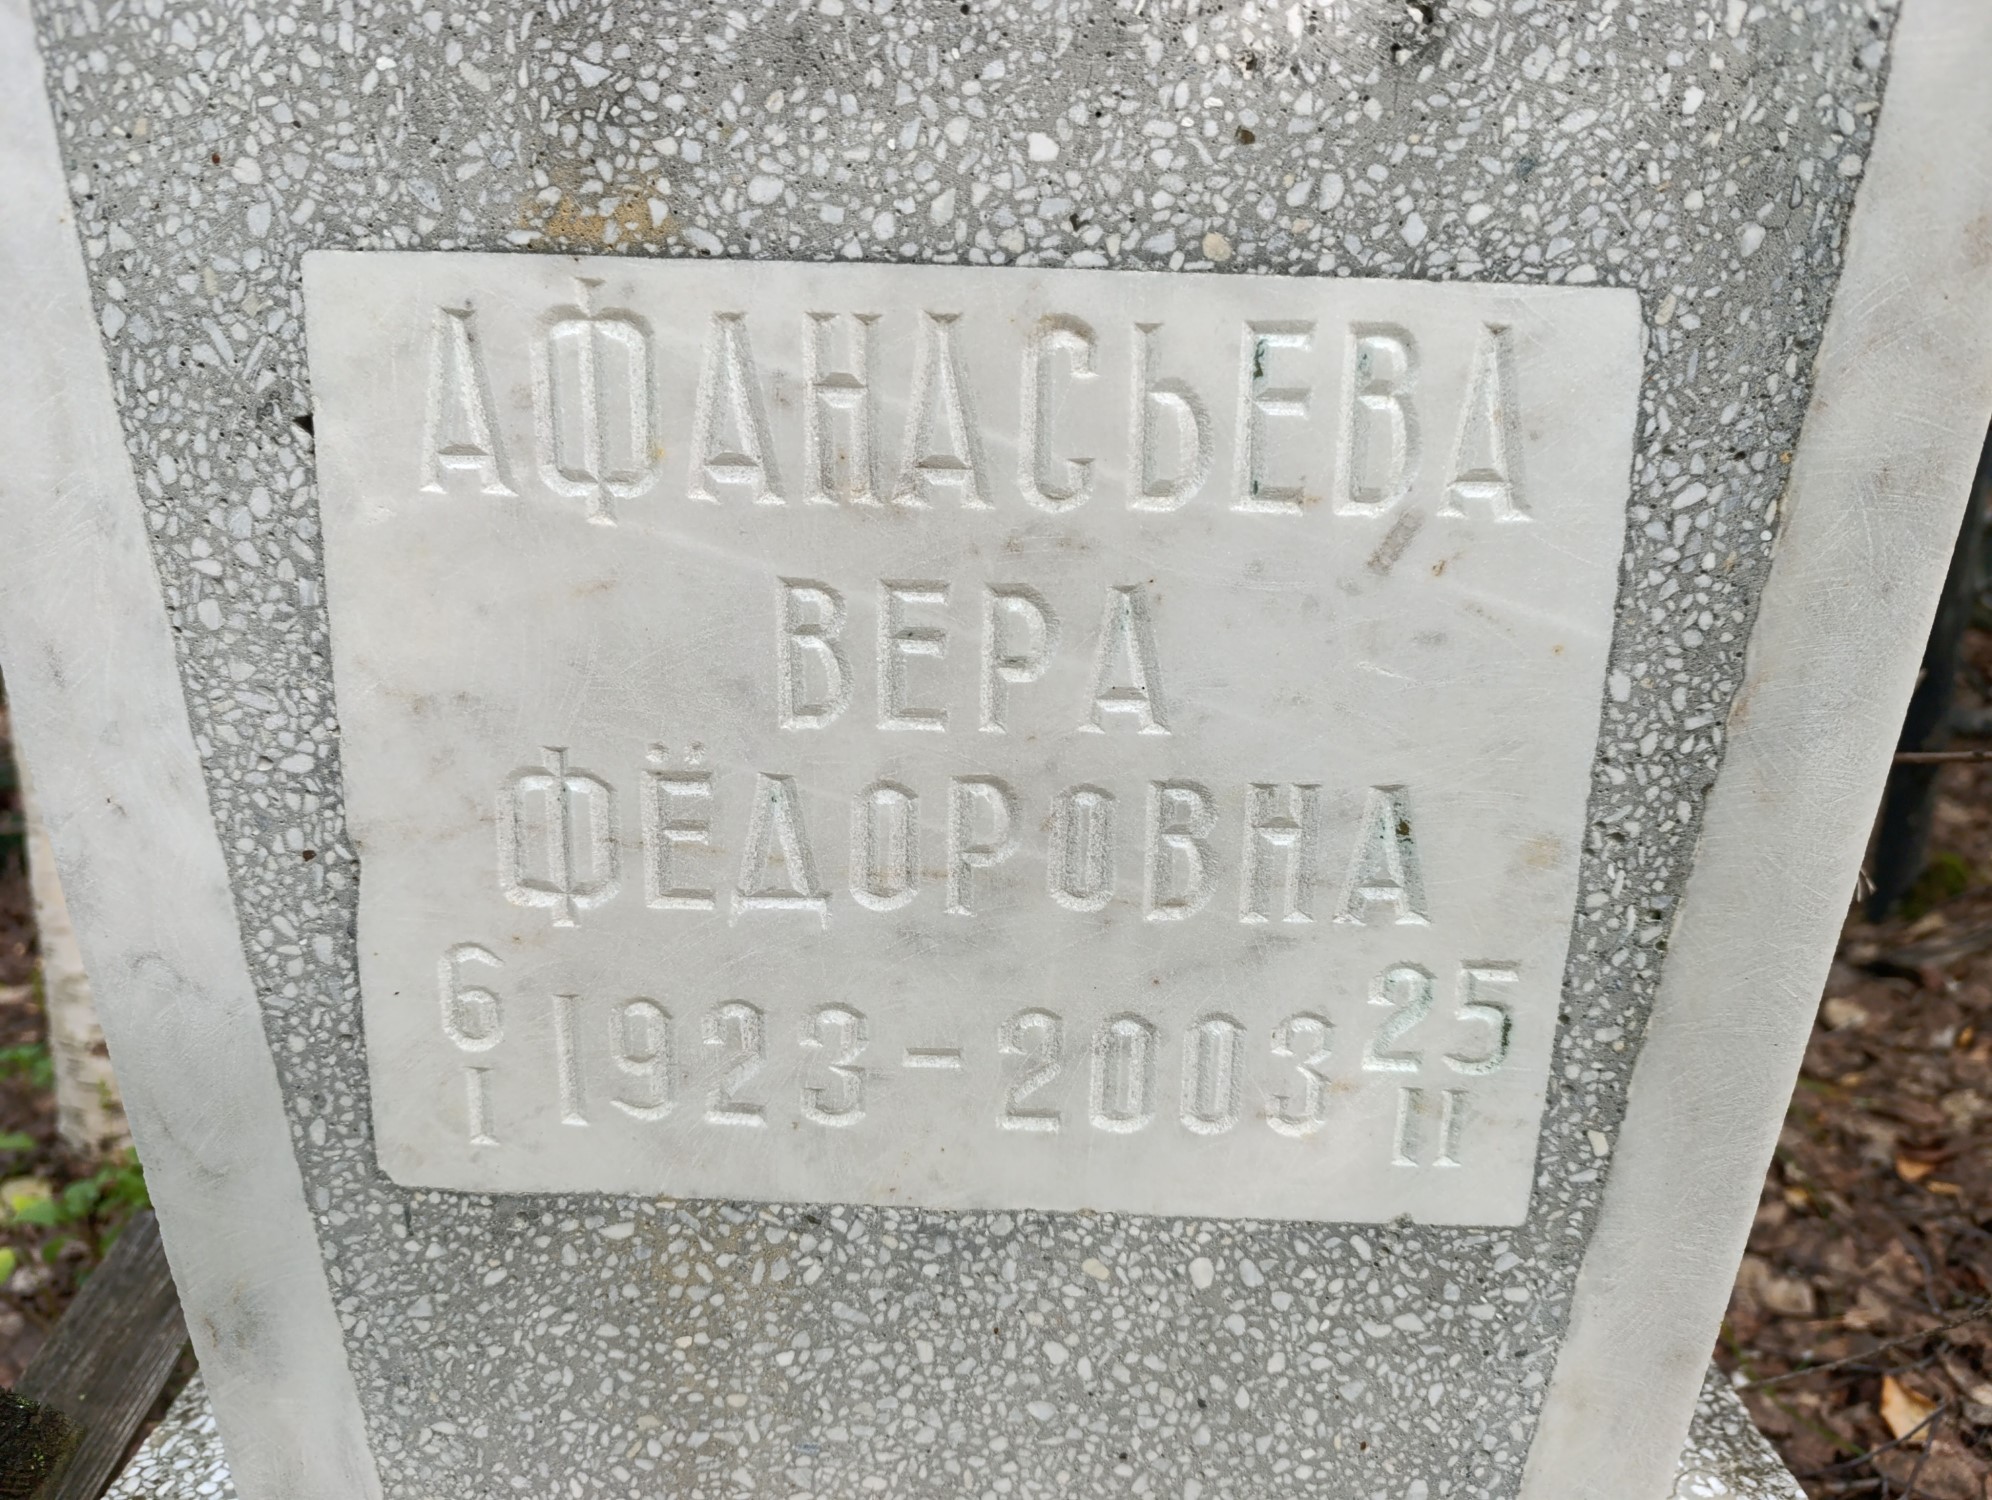 АФАНАСЬЕВА
ВЕРА
ФЁДОРОВНА
6 25
1923-2003
I II